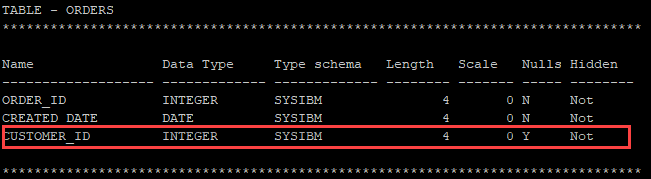 TABLE - ORDERS
********************************************************************************
Name Data Type Type schema Length Scale Nulls Hidden
------------------- ------------- ------------- -------- ------- ----- --------
ORDER_ID INTEGER SYSIBM 4 0 N Not
CREATED_DATE DATE SYSIBM 4 0 N Not
CUSTOMER_ID INTEGER SYSIBM 4 0 Y Not
********************************************************************************